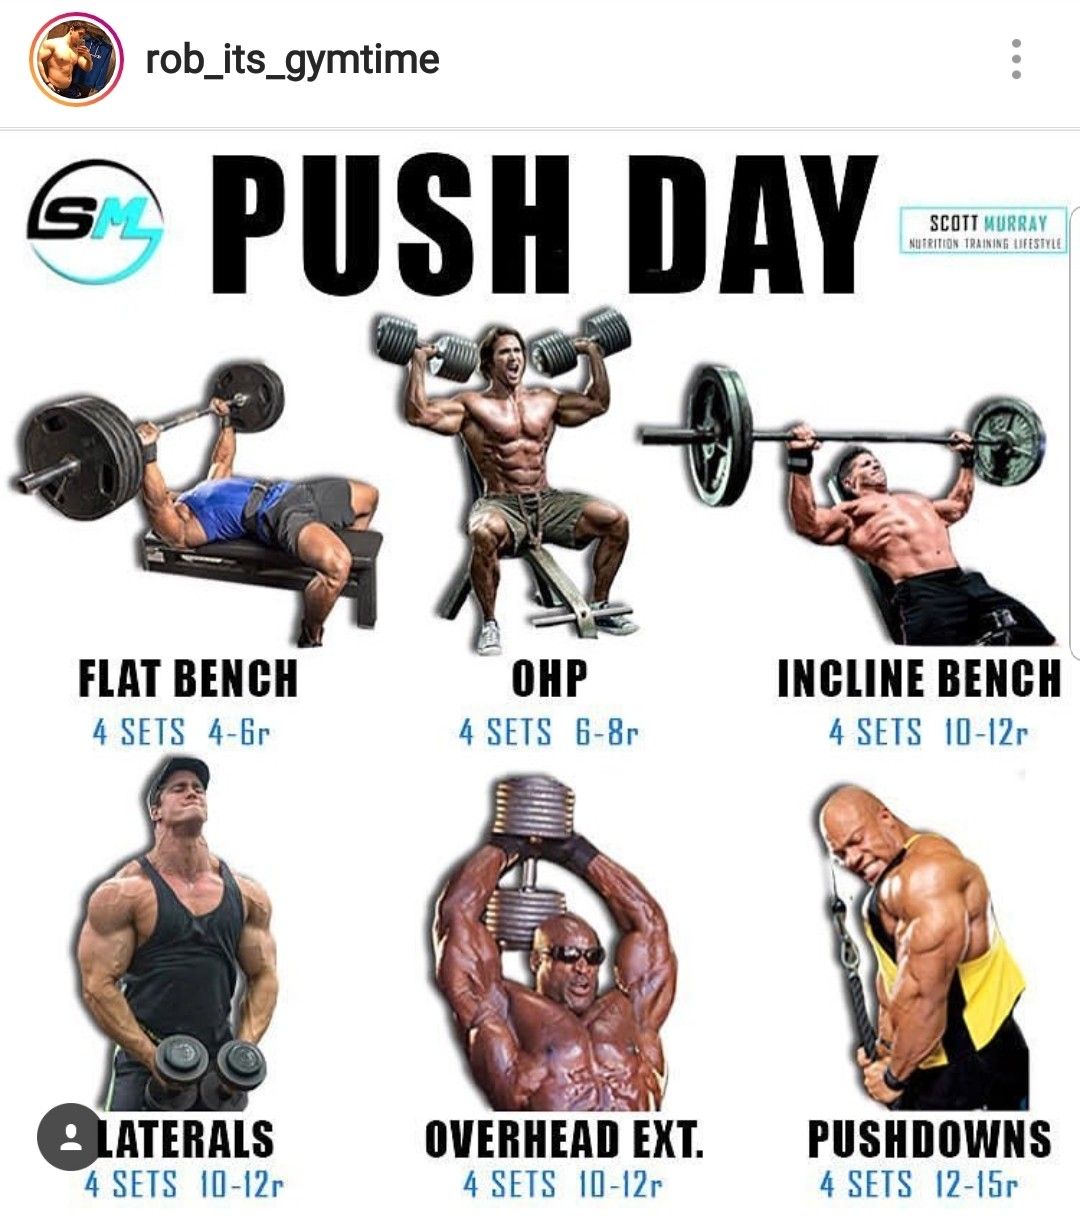 rob_its_gymtime
SM
PUSH DAY
SCOTT MURRAY
NUTRITION TRAINING LIFESTYLE
FLAT BENCH
4 SETS 4-6r
OHP
4 SETS 6-8r
INCLINE BENCH
4 SETS 10-12r
LATERALS
4 SETS 10-12r
OVERHEAD EXT.
4 SETS 10-12r
PUSHDOWNS
4 SETS 12-15r